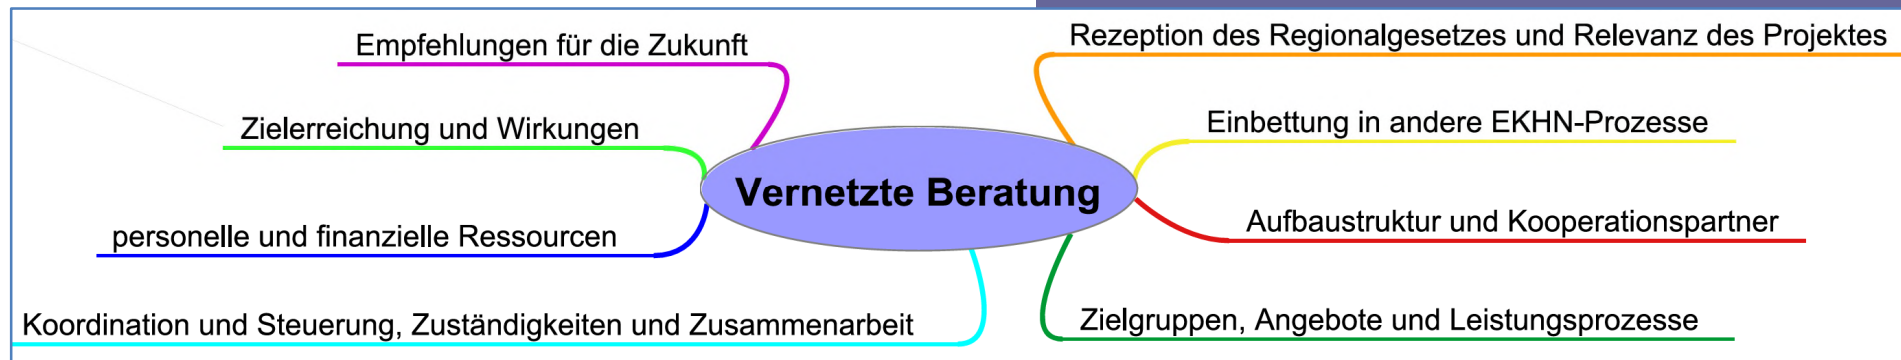 Empfehlungen für die Zukunft
Rezeption des Regionalgesetzes und Relevanz des Projektes
Zielerreichung und Wirkungen
Einbettung in andere EKHN-Prozesse
Vernetzte Beratung
personelle und finanzielle Ressourcen
Aufbaustruktur und Kooperationspartner
Koordination und Steuerung, Zuständigkeiten und Zusammenarbeit
Zielgruppen, Angebote und Leistungsprozesse